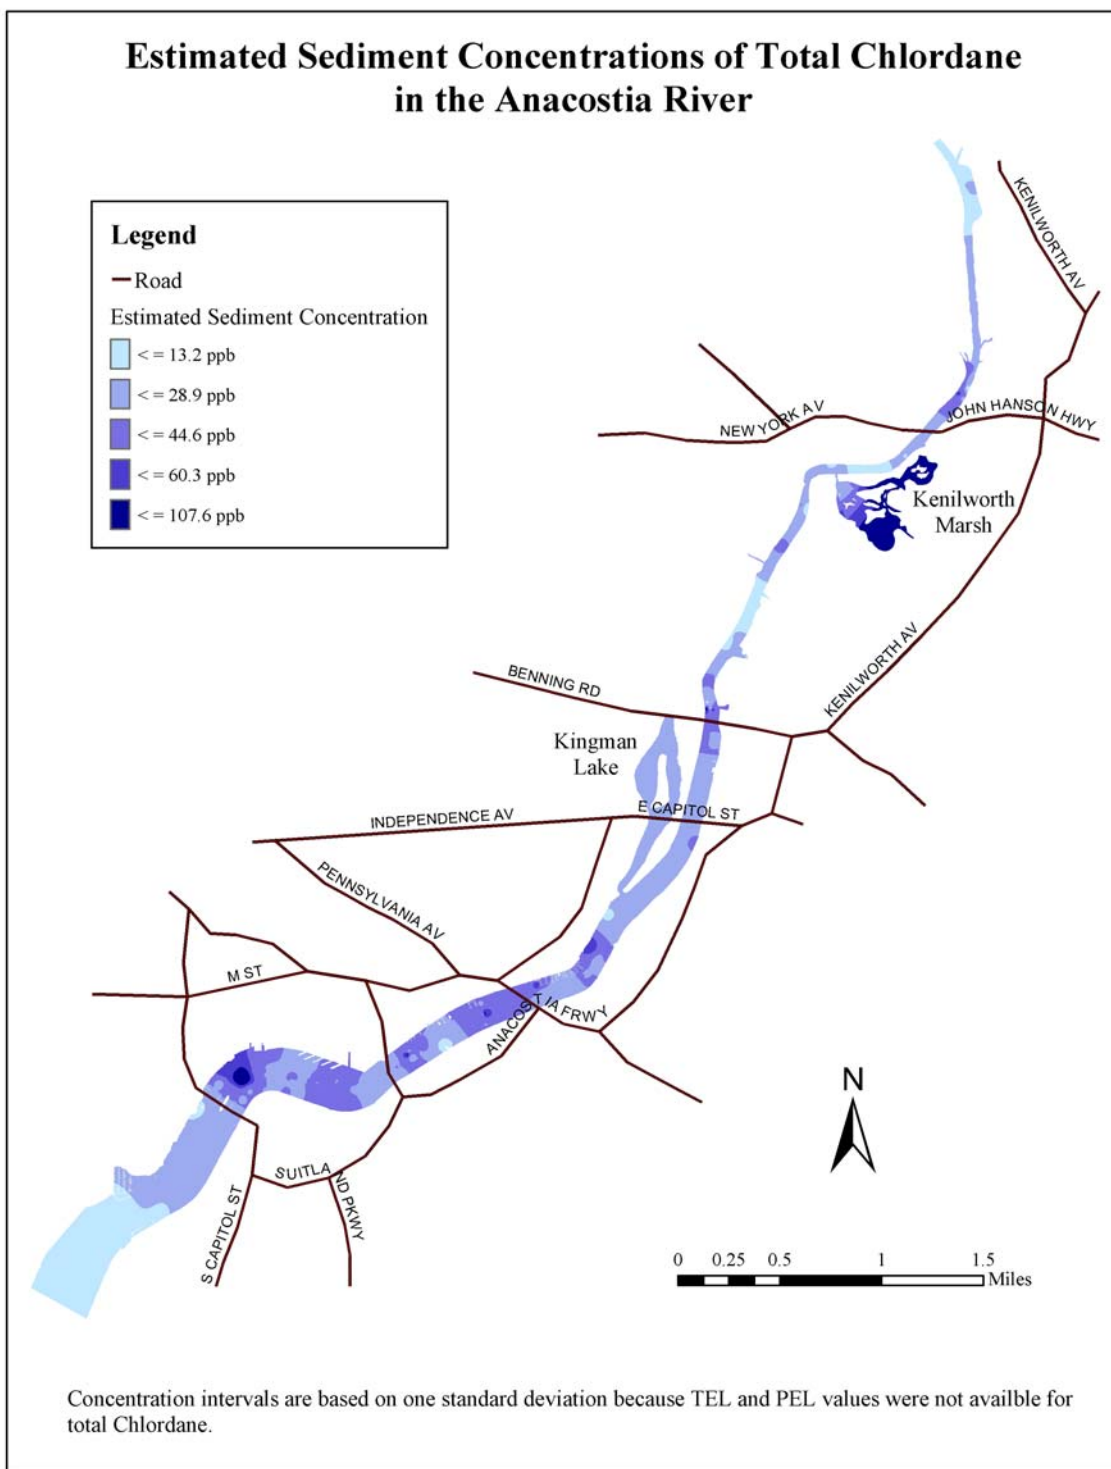 Estimated Sediment Concentrations of Total Chlordane
in the Anacostia River
Legend
Road
Estimated Sediment Concentration
< = 13.2 ppb
< = 28.9 ppb
< = 44.6 ppb
< = 60.3 ppb
< = 107.6 ppb
KENILWORTH AV
NEW YORK AV
JOHN HANSON HWY
Kenilworth
Marsh
KENILWORTH AV
BENNING RD
Kingman
Lake
E CAPITOL ST
INDEPENDENCE AV
PENNSYLVANIA AV
M ST
ANACOSTIA FRWY
SUITLAND PKWY
S CAPITOL ST
N
0 0.25 0.5 1 1.5
Miles
Concentration intervals are based on one standard deviation because TEL and PEL values were not availble for
total Chlordane.